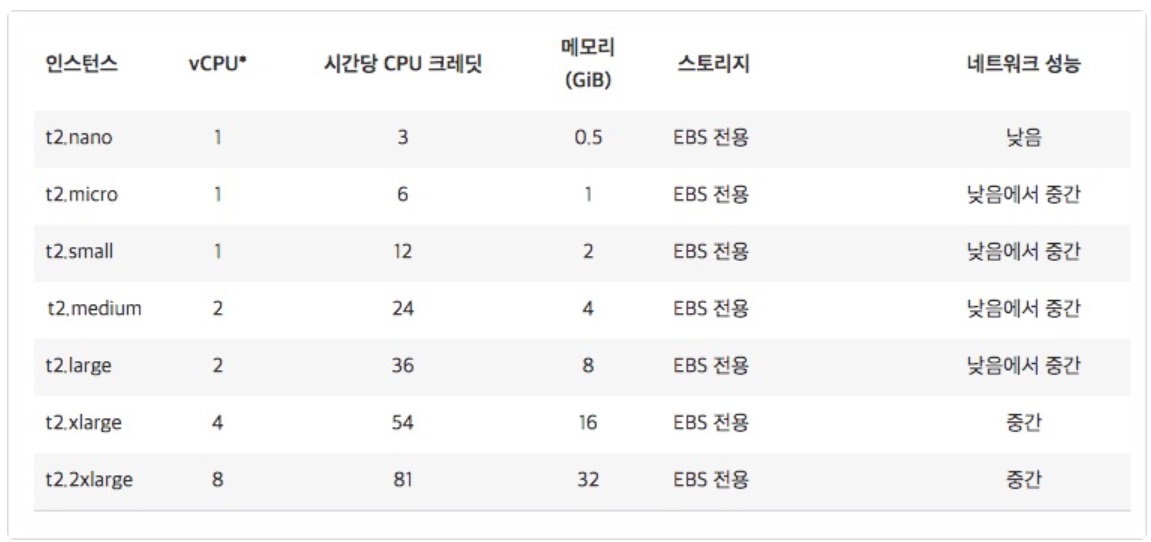 인스턴스 vCPU* 시간당 CPU 크레딧 메모리 (GiB) 스토리지 네트워크 성능
t2.nano 1 3 0.5 EBS 전용 낮음
t2.micro 1 6 1 EBS 전용 낮음에서 중간
t2.small 1 12 2 EBS 전용 낮음에서 중간
t2.medium 2 24 4 EBS 전용 낮음에서 중간
t2.large 2 36 8 EBS 전용 낮음에서 중간
t2.xlarge 4 54 16 EBS 전용 중간
t2.2xlarge 8 81 32 EBS 전용 중간